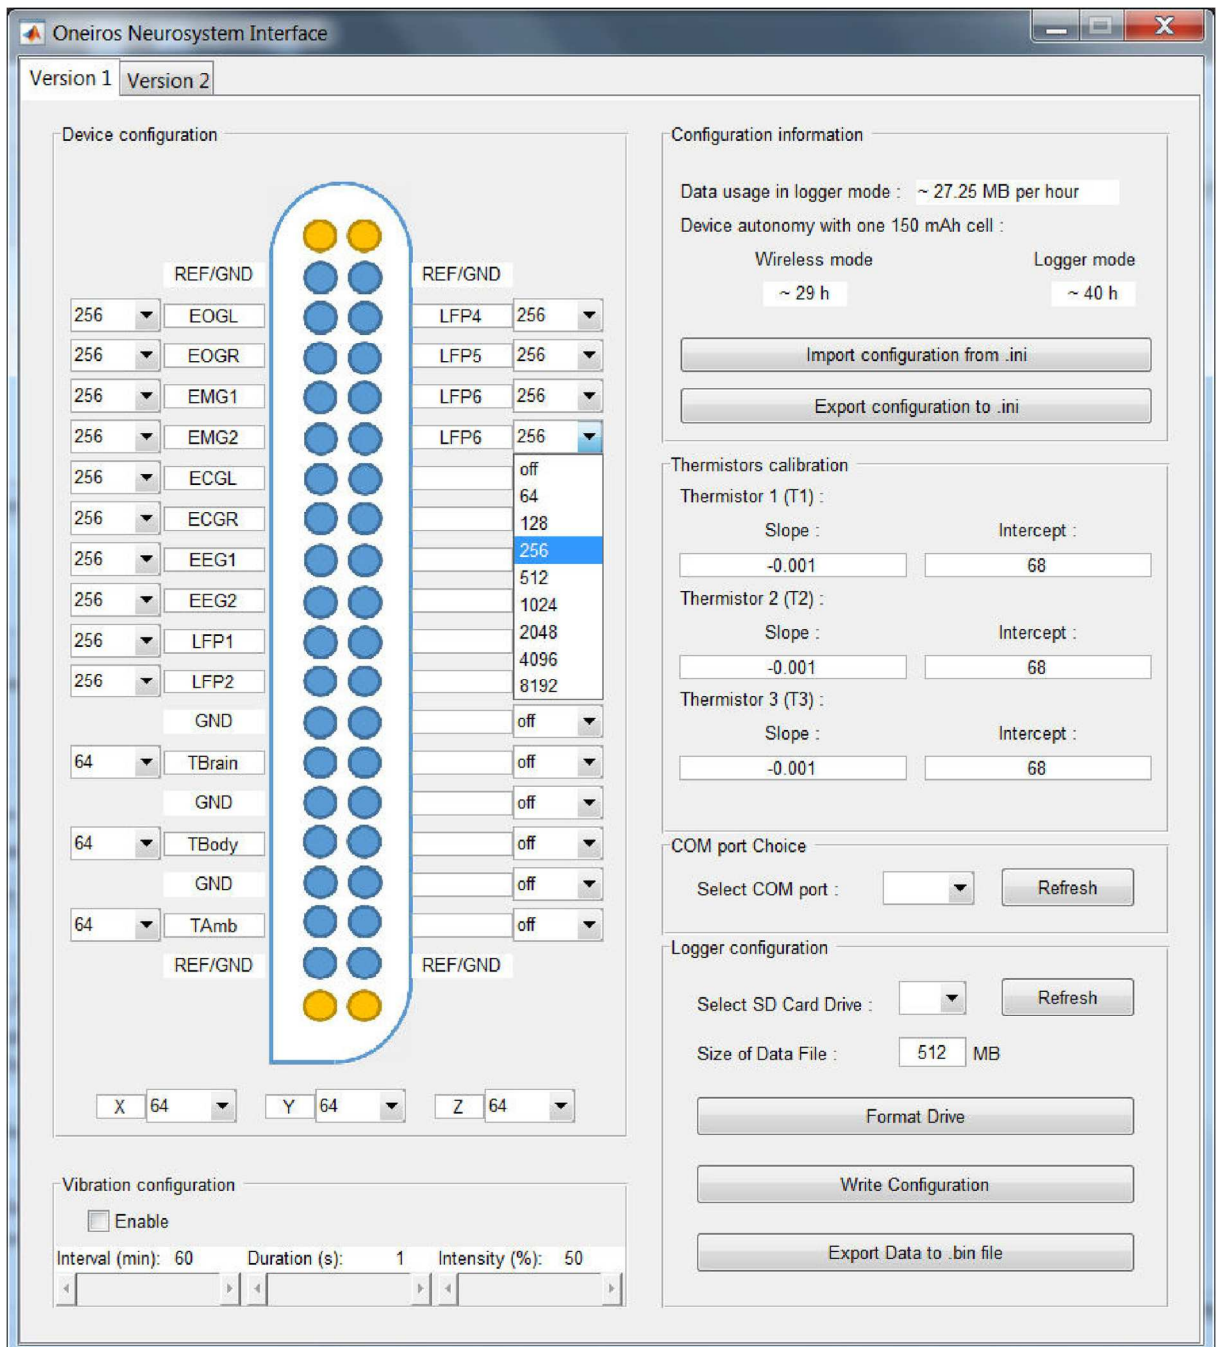 Oneiros Neurosystem Interface
Version 1 Version 2
Device configuration
REF/GND REF/GND
256 EOGL LFP4 256
256 EOGR LFP5 256
256 EMG1 LFP6 256
256 EMG2 LFP6 256
256 ECGL off
64
256 ECGR 128
256 EEG1 256
512
256 EEG2 1024
256 LFP1 2048
4096
256 LFP2 8192
GND off
64 TBrain off
GND off
64 TBody off
GND off
64 TAmb off
REF/GND REF/GND
X 64 Y 64 Z 64
Vibration configuration
Enable
Interval (min): 60 Duration (s): 1 Intensity (%): 50
Configuration information
Data usage in logger mode : ~ 27.25 MB per hour
Device autonomy with one 150 mAh cell :
Wireless mode Logger mode
~ 29 h ~ 40 h
Import configuration from .ini
Export configuration to .ini
Thermistors calibration
Thermistor 1 (T1) :
Slope : Intercept :
-0.001 68
Thermistor 2 (T2) :
Slope : Intercept :
-0.001 68
Thermistor 3 (T3) :
Slope : Intercept :
-0.001 68
COM port Choice
Select COM port : Refresh
Logger configuration
Select SD Card Drive : Refresh
Size of Data File : 512 MB
Format Drive
Write Configuration
Export Data to .bin file